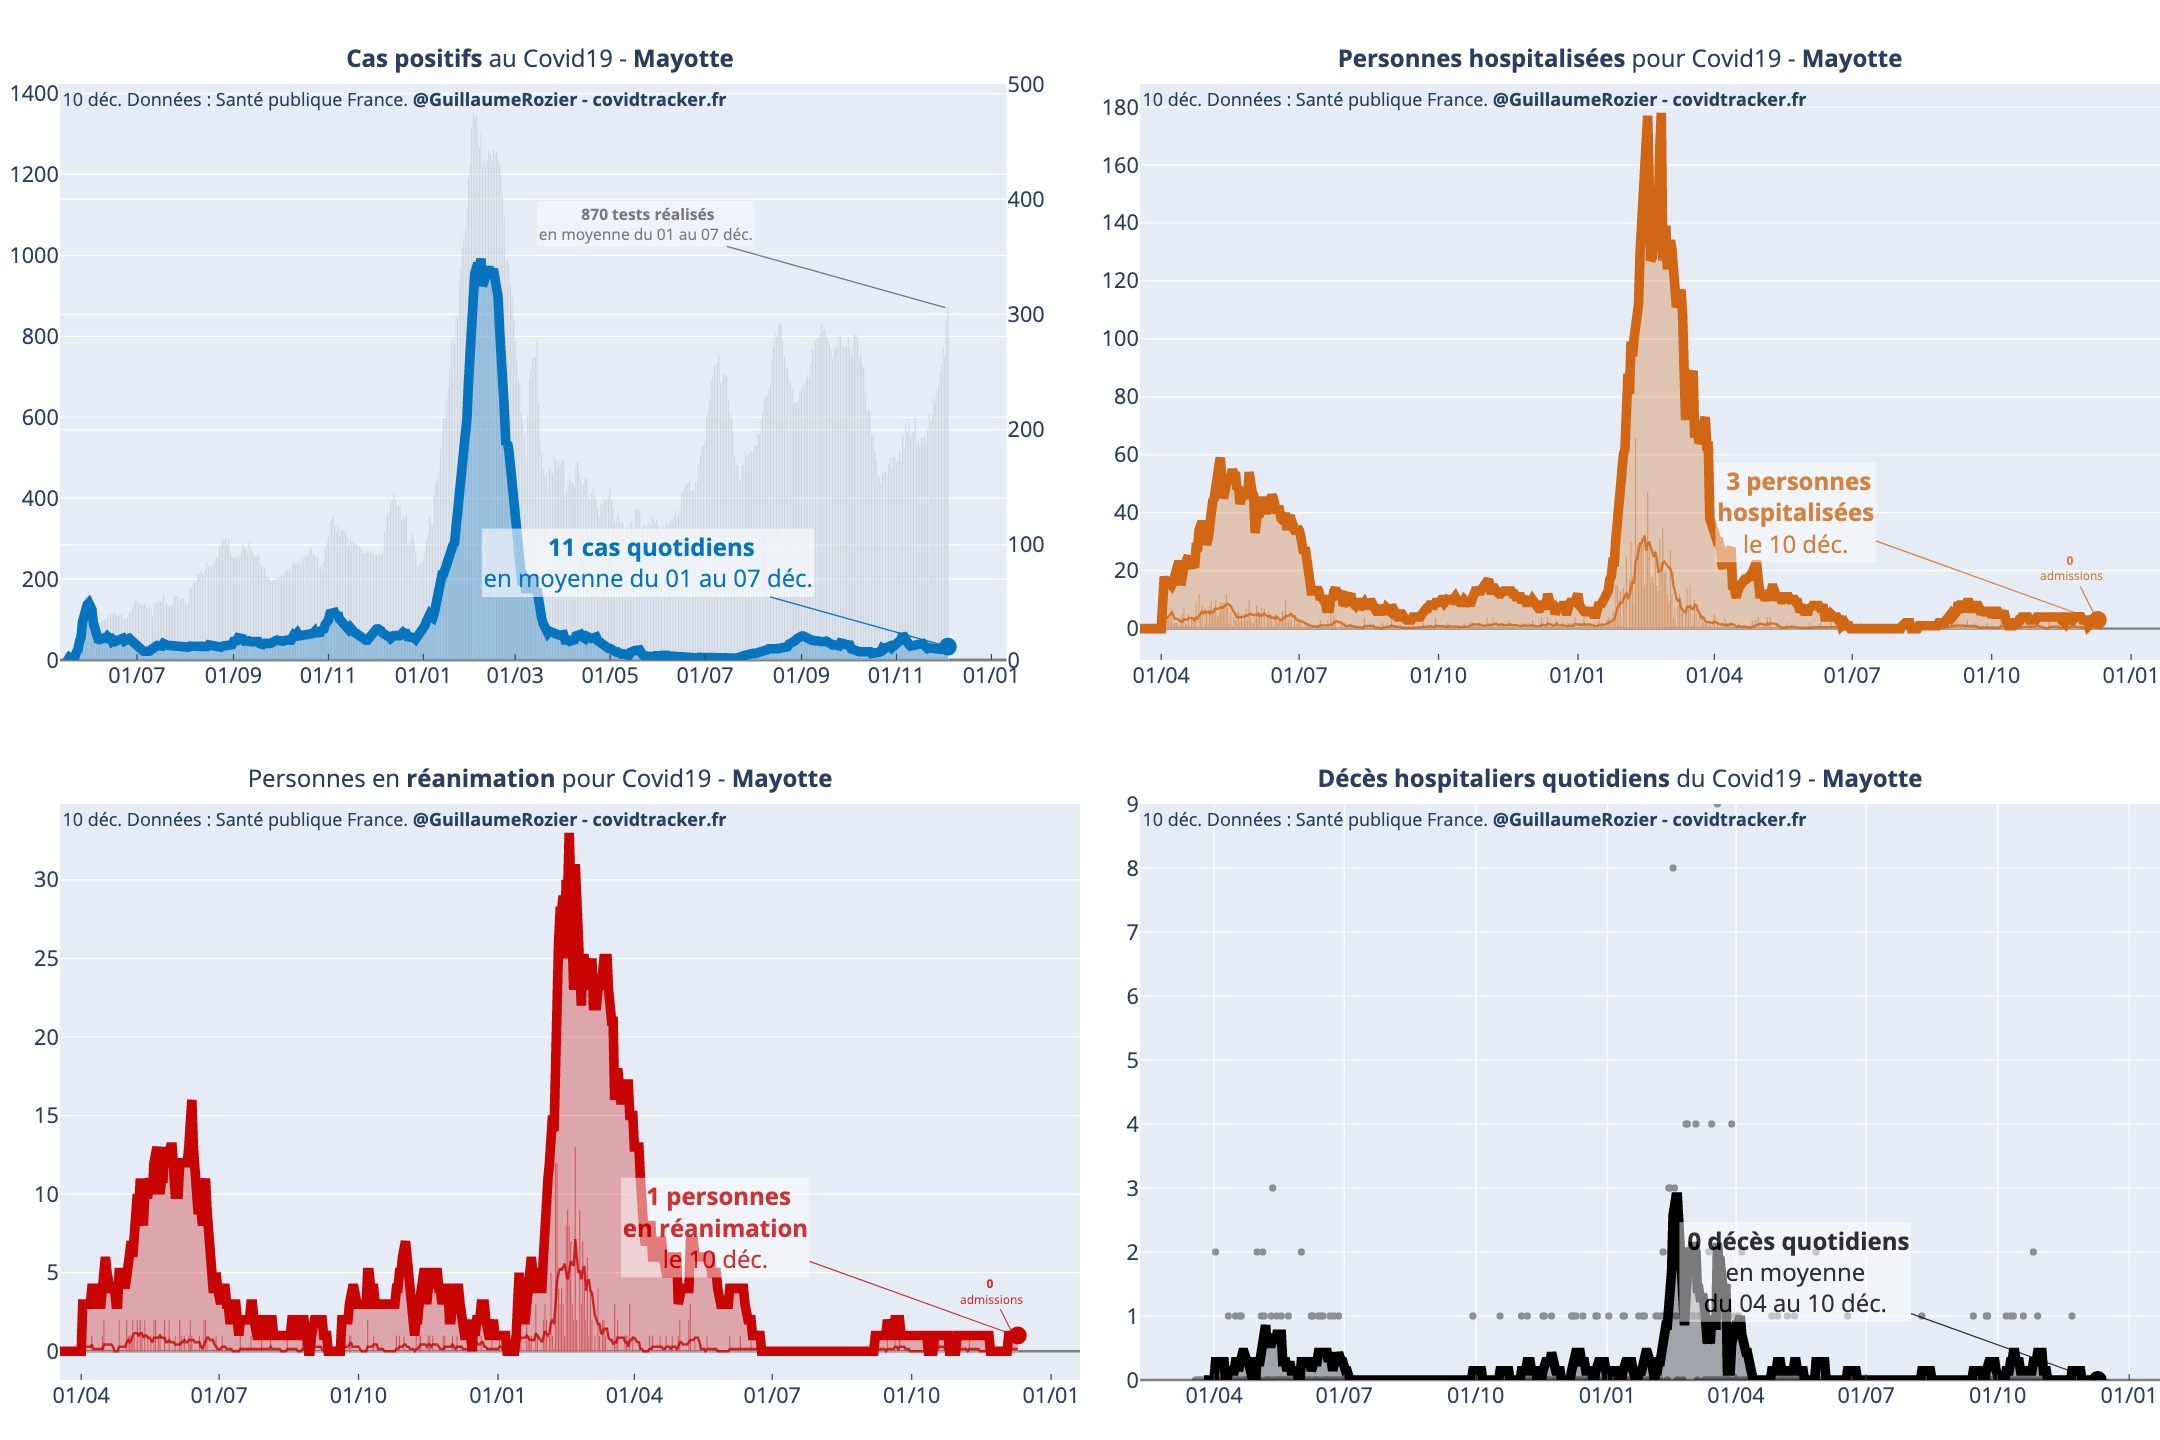 Cas positifs au Covid19 - Mayotte
10 déc. Données : Santé publique France. @GuillaumeRozier - covidtracker.fr
1400
1200
1000
800
600
400
200
0
500
400
300
200
100
0
870 tests réalisés
en moyenne du 01 au 07 déc.
11 cas quotidiens
en moyenne du 01 au 07 déc.
01/07 01/09 01/11 01/01 01/03 01/05 01/07 01/09 01/11 01/01
Personnes hospitalisées pour Covid19 - Mayotte
10 déc. Données : Santé publique France. @GuillaumeRozier - covidtracker.fr
180
160
140
120
100
80
60
40
20
0
3 personnes
hospitalisées
le 10 déc.
0
admissions
01/04 01/07 01/10 01/01 01/04 01/07 01/10 01/01
Personnes en réanimation pour Covid19 - Mayotte
10 déc. Données : Santé publique France. @GuillaumeRozier - covidtracker.fr
30
25
20
15
10
5
0
1 personnes
en réanimation
le 10 déc.
0
admissions
01/04 01/07 01/10 01/01 01/04 01/07 01/10 01/01
Décès hospitaliers quotidiens du Covid19 - Mayotte
10 déc. Données : Santé publique France. @GuillaumeRozier - covidtracker.fr
9
8
7
6
5
4
3
2
1
0
0 décès quotidiens
en moyenne
du 04 au 10 déc.
01/04 01/07 01/10 01/01 01/04 01/07 01/10 01/01